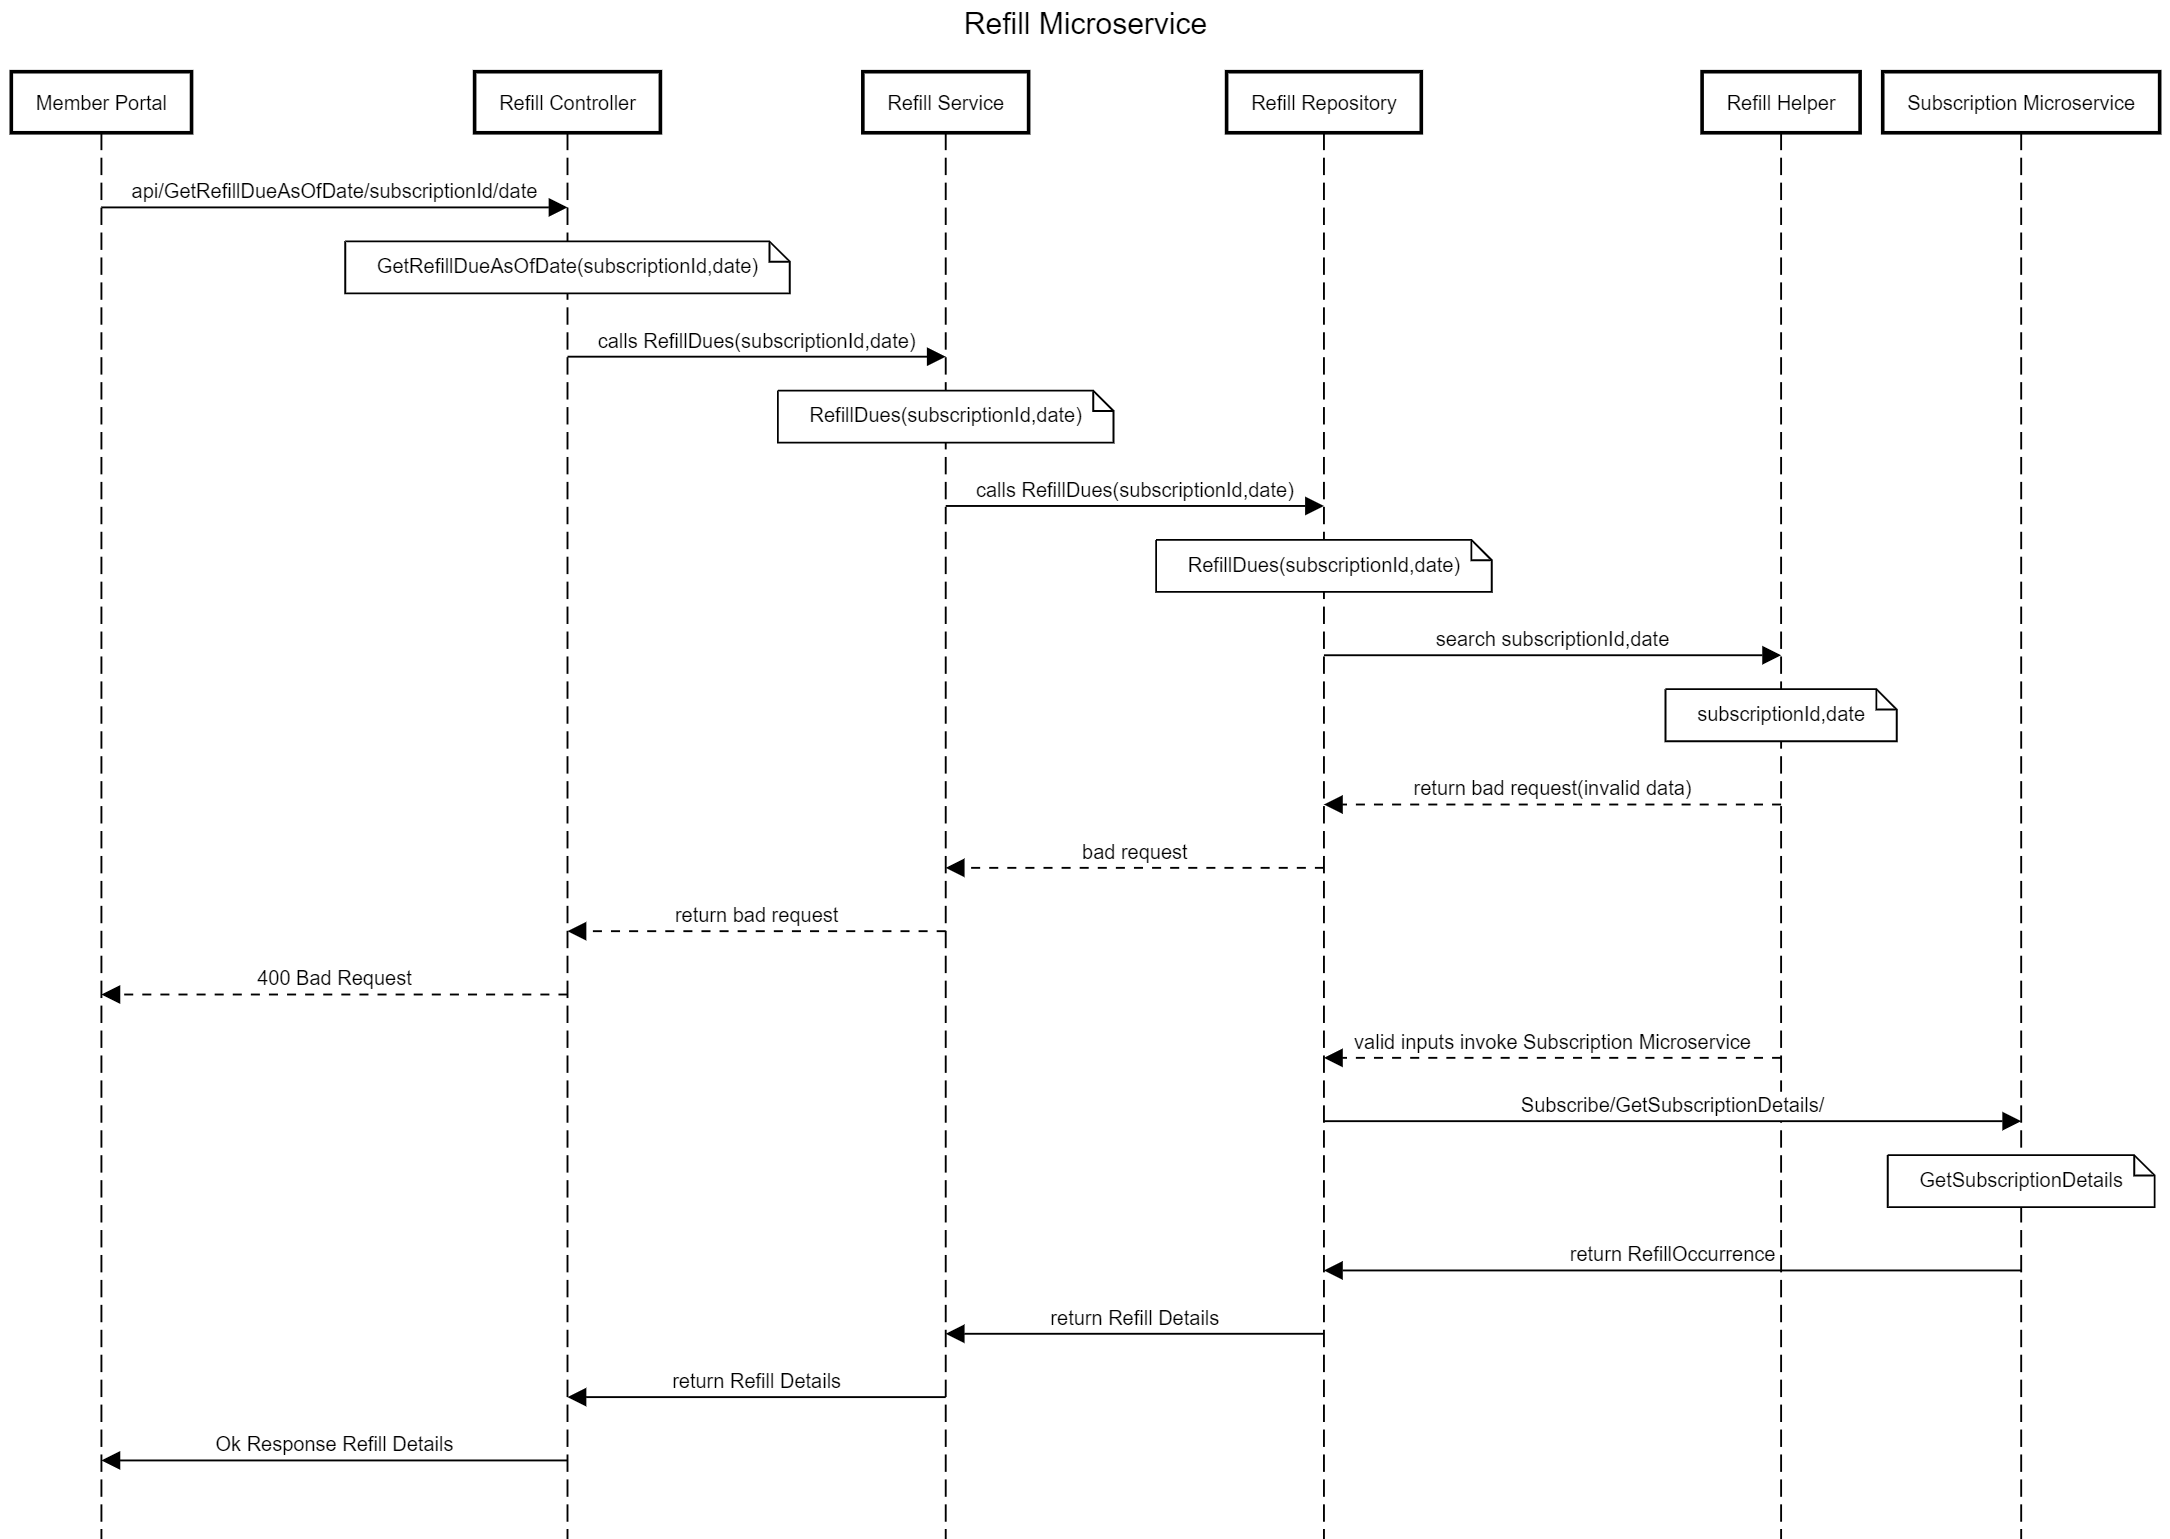 Refill Microservice
Member Portal
Refill Controller
Refill Service
Refill Repository
Refill Helper
Subscription Microservice
api/GetRefillDueAsOfDate/subscriptionId/date
GetRefillDueAsOfDate(subscriptionId,date)
calls RefillDues(subscriptionId,date)
RefillDues(subscriptionId,date)
calls RefillDues(subscriptionId,date)
RefillDues(subscriptionId,date)
search subscriptionId,date
subscriptionId,date
return bad request(invalid data)
bad request
return bad request
400 Bad Request
valid inputs invoke Subscription Microservice
Subscribe/GetSubscriptionDetails/
GetSubscriptionDetails
return RefillOccurrence
return Refill Details
return Refill Details
Ok Response Refill Details